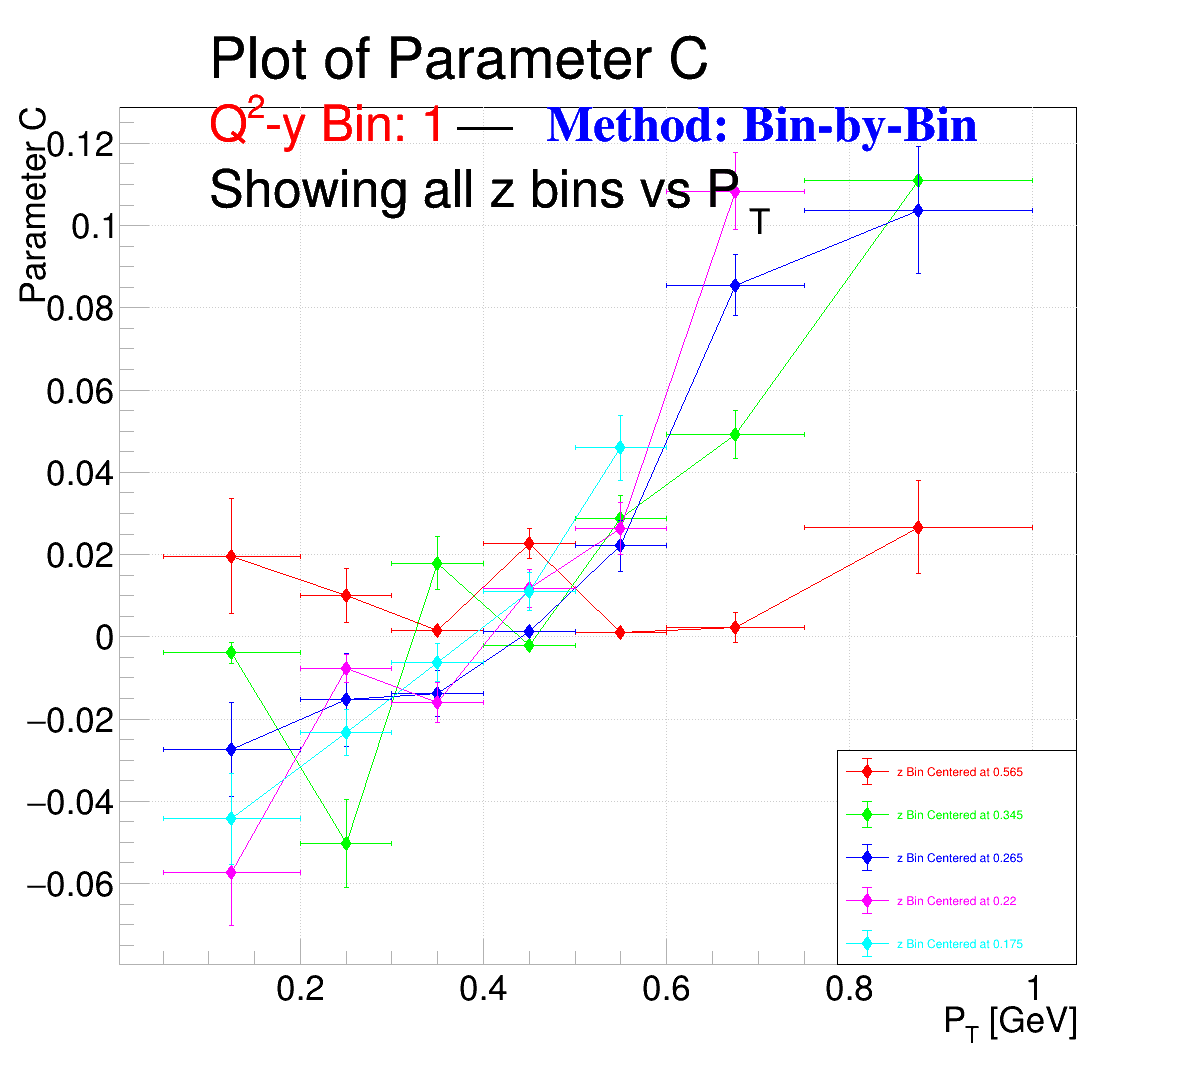 Plot of Parameter C
Q²-y Bin: 1 — Method: Bin-by-Bin
Showing all z bins vs P_T
Parameter C
0.12
0.1
0.08
0.06
0.04
0.02
0
−0.02
−0.04
−0.06
z Bin Centered at 0.565
z Bin Centered at 0.345
z Bin Centered at 0.265
z Bin Centered at 0.22
z Bin Centered at 0.175
0.2 0.4 0.6 0.8 1
P_T [GeV]